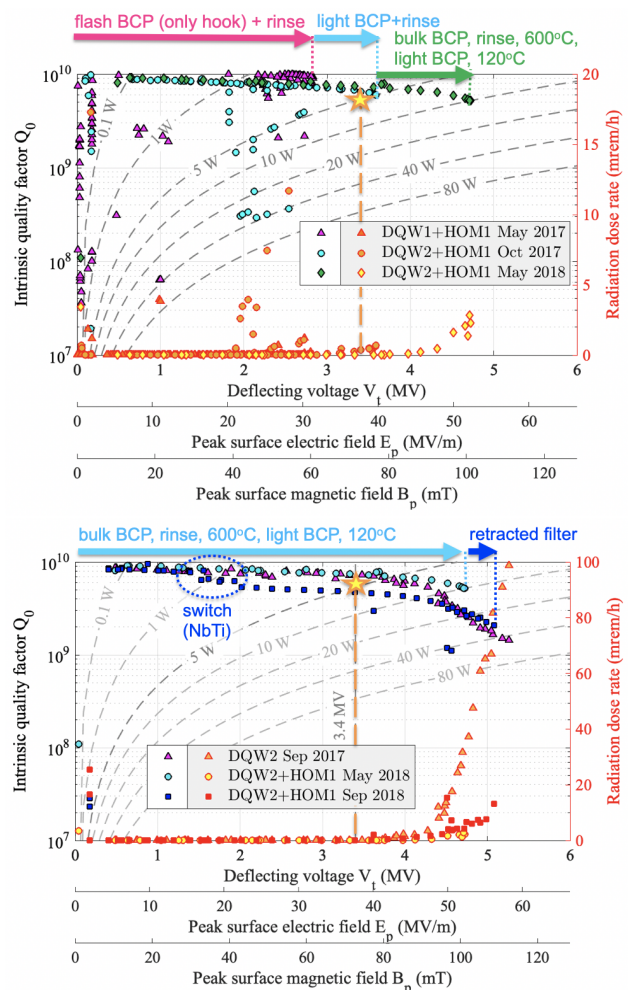 flash BCP (only hook) + rinse
light BCP+rinse
bulk BCP, rinse, 600°C,
light BCP, 120°C
10^10
10^9
10^8
10^7
Intrinsic quality factor Q_0
0.1 W
1 W
5 W
10 W
20 W
40 W
80 W
20
15
10
5
0
Radiation dose rate (mrem/h)
DQW1+HOM1 May 2017
DQW2+HOM1 Oct 2017
DQW2+HOM1 May 2018
0 1 2 3 4 5 6
Deflecting voltage V_t (MV)
0 10 20 30 40 50 60
Peak surface electric field E_p (MV/m)
0 20 40 60 80 100 120
Peak surface magnetic field B_p (mT)
bulk BCP, rinse, 600°C, light BCP, 120°C
retracted filter
10^10
10^9
10^8
10^7
Intrinsic quality factor Q_0
switch
(NbTi)
0.1 W
1 W
5 W
10 W
20 W
40 W
80 W
3.4 MV
100
80
60
40
20
0
Radiation dose rate (mrem/h)
DQW2 Sep 2017
DQW2+HOM1 May 2018
DQW2+HOM1 Sep 2018
0 1 2 3 4 5 6
Deflecting voltage V_t (MV)
0 10 20 30 40 50 60
Peak surface electric field E_p (MV/m)
0 20 40 60 80 100 120
Peak surface magnetic field B_p (mT)